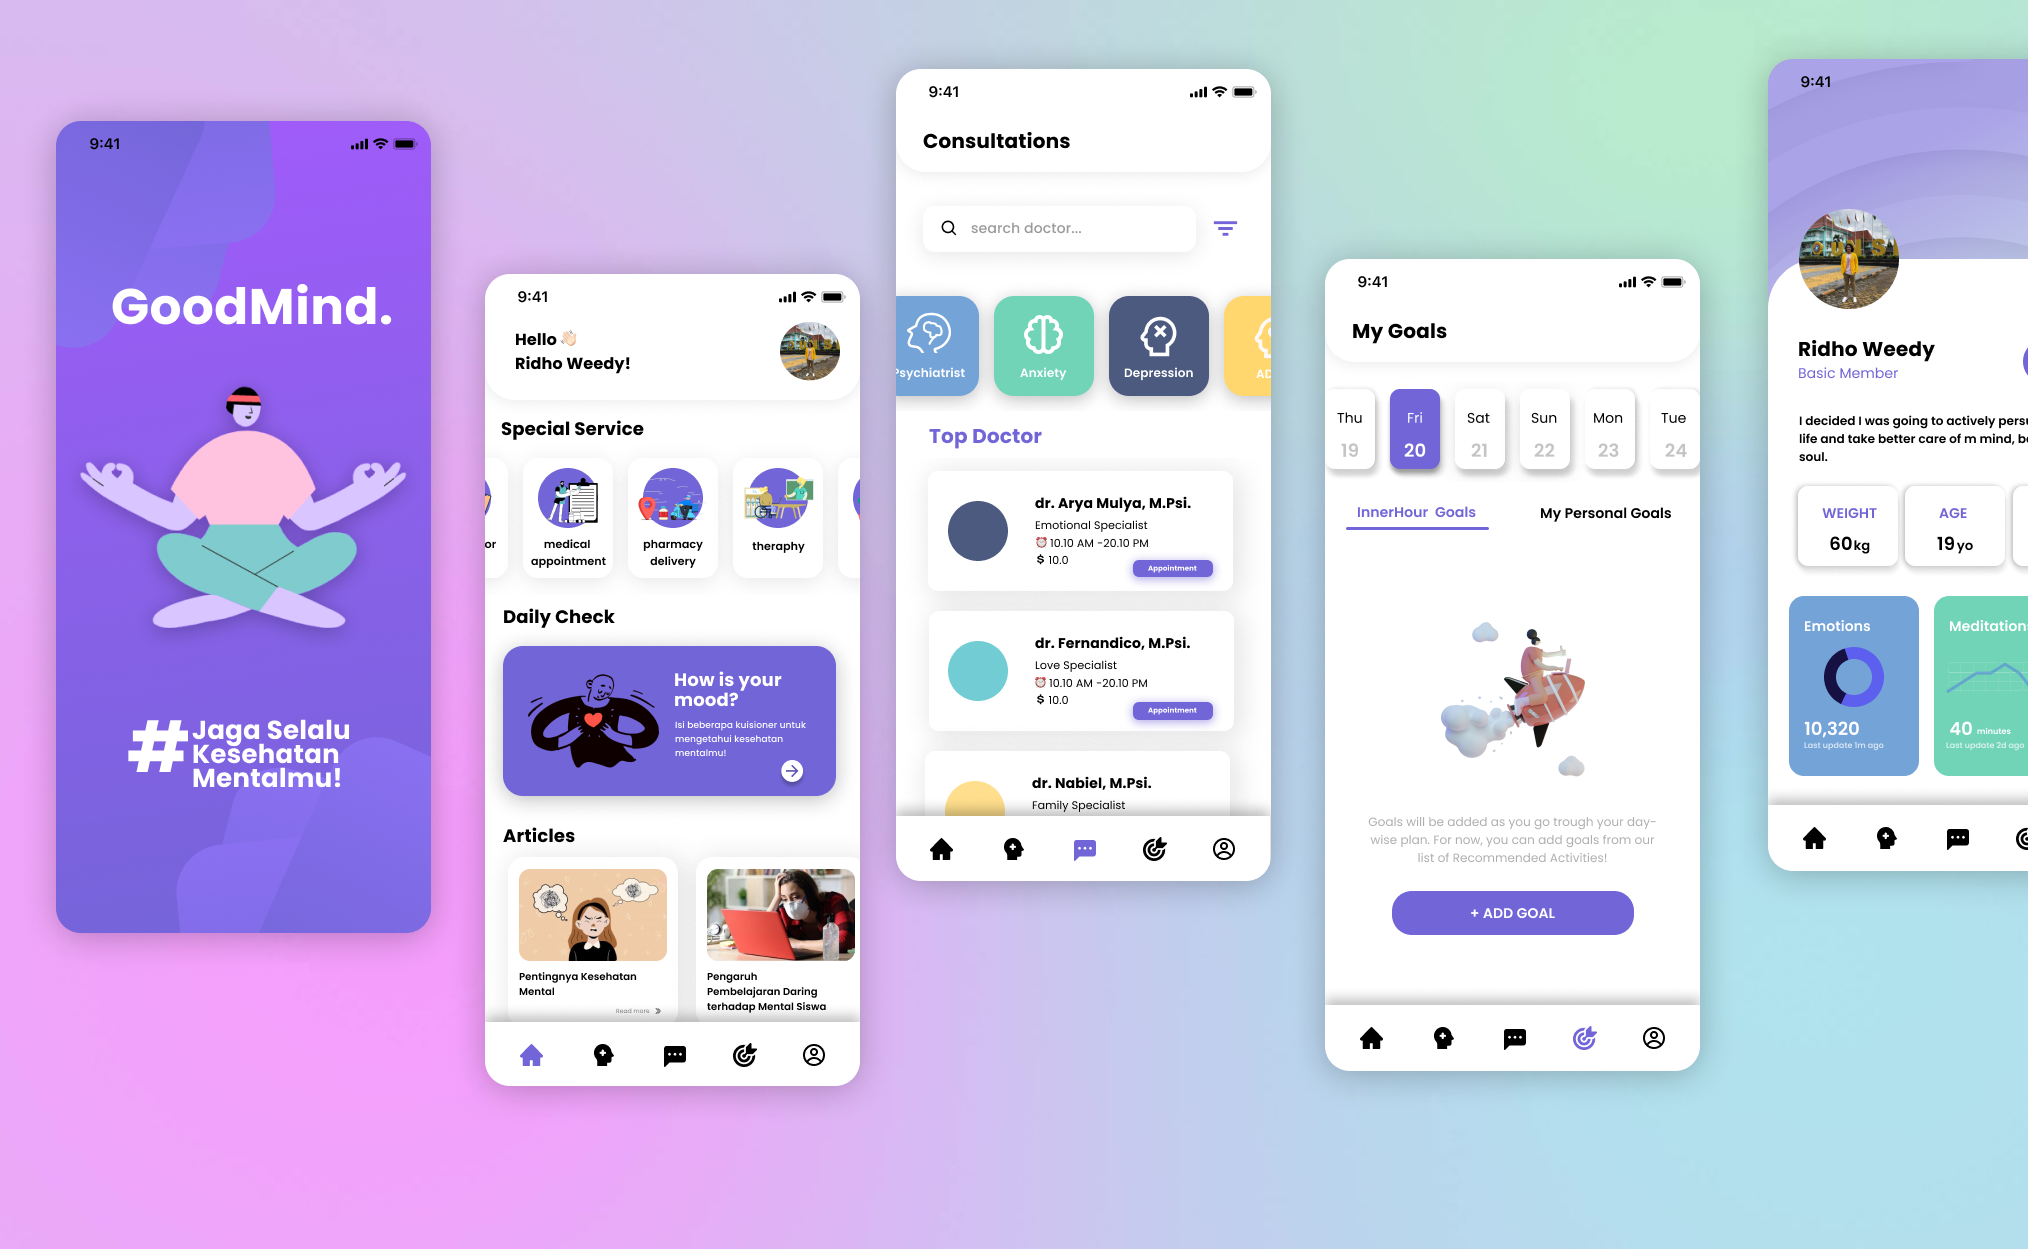 9:41
GoodMind.
#Jaga Selalu
Kesehatan
Mentalmu!
9:41
Hello
Ridho Weedy!
Special Service
or
medical
appointment
pharmacy
delivery
theraphy
Daily Check
How is your
mood?
Isi beberapa kuisioner untuk
mengetahui kesehatan
mentalmu!
Articles
Pentingnya Kesehatan
Mental
Read more
Pengaruh
Pembelajaran Daring
terhadap Mental Siswa
9:41
Consultations
search doctor...
Psychiatrist
Anxiety
Depression
AD
Top Doctor
dr. Arya Mulya, M.Psi.
Emotional Specialist
10.10 AM -20.10 PM
$ 10.0
Appointment
dr. Fernandico, M.Psi.
Love Specialist
10.10 AM -20.10 PM
$ 10.0
Appointment
dr. Nabiel, M.Psi.
Family Specialist
9:41
My Goals
Thu
19
Fri
20
Sat
21
Sun
22
Mon
23
Tue
24
InnerHour Goals
My Personal Goals
Goals will be added as you go trough your day-
wise plan. For now, you can add goals from our
list of Recommended Activities!
+ ADD GOAL
9:41
Ridho Weedy
Basic Member
I decided I was going to actively persu
life and take better care of m mind, b
soul.
WEIGHT
60kg
AGE
19 yo
Emotions
10,320
Last update 1m ago
Meditation
40 minutes
Last update 2d ago